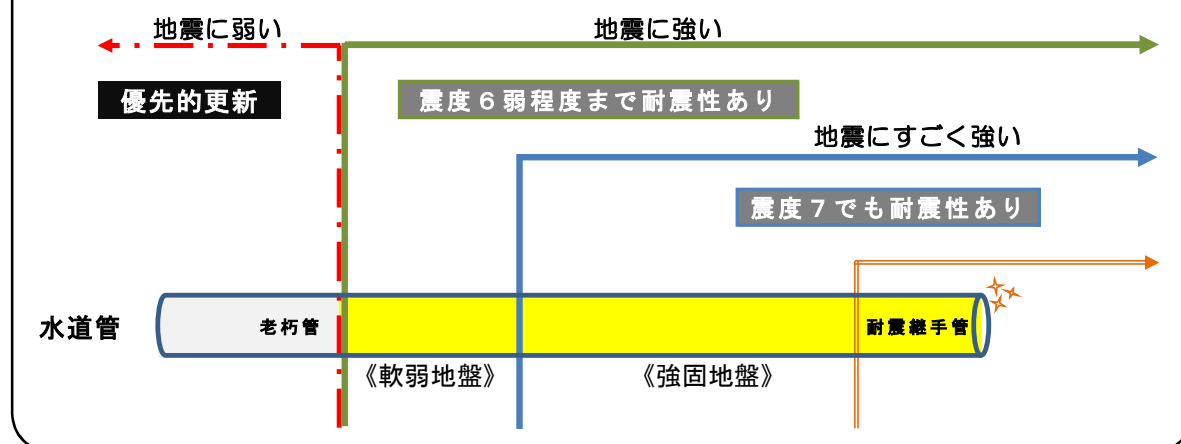 地震に弱い
地震に強い
優先的更新
震度６弱程度まで耐震性あり
地震にすごく強い
震度７でも耐震性あり
水道管
老朽管
耐震継手管
《軟弱地盤》
《強固地盤》